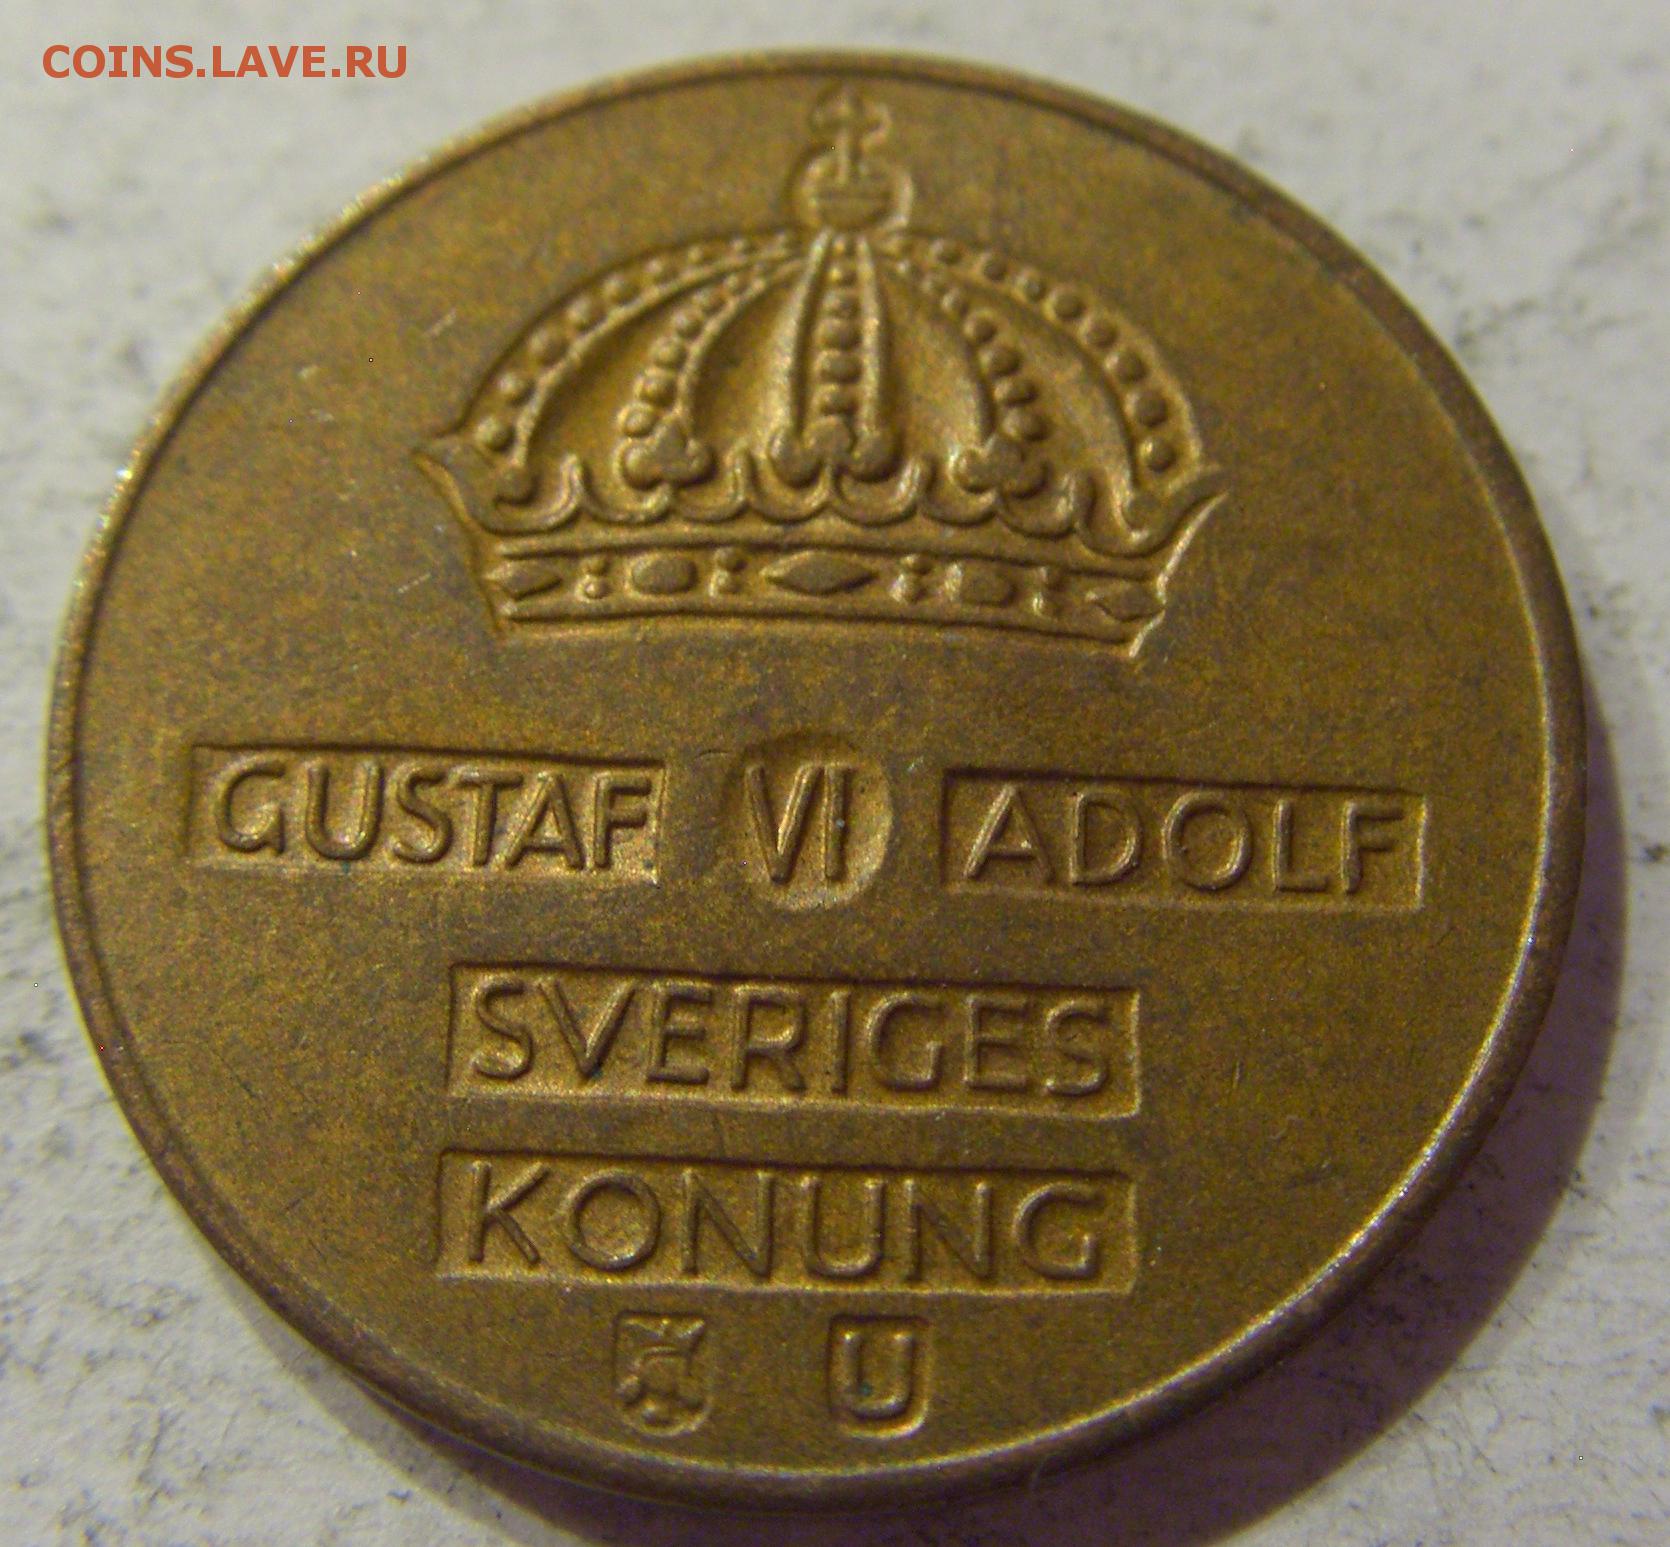 COINS.LAVE.RU
GUSTAF VI ADOLF
SVERIGES
KONUNG
U